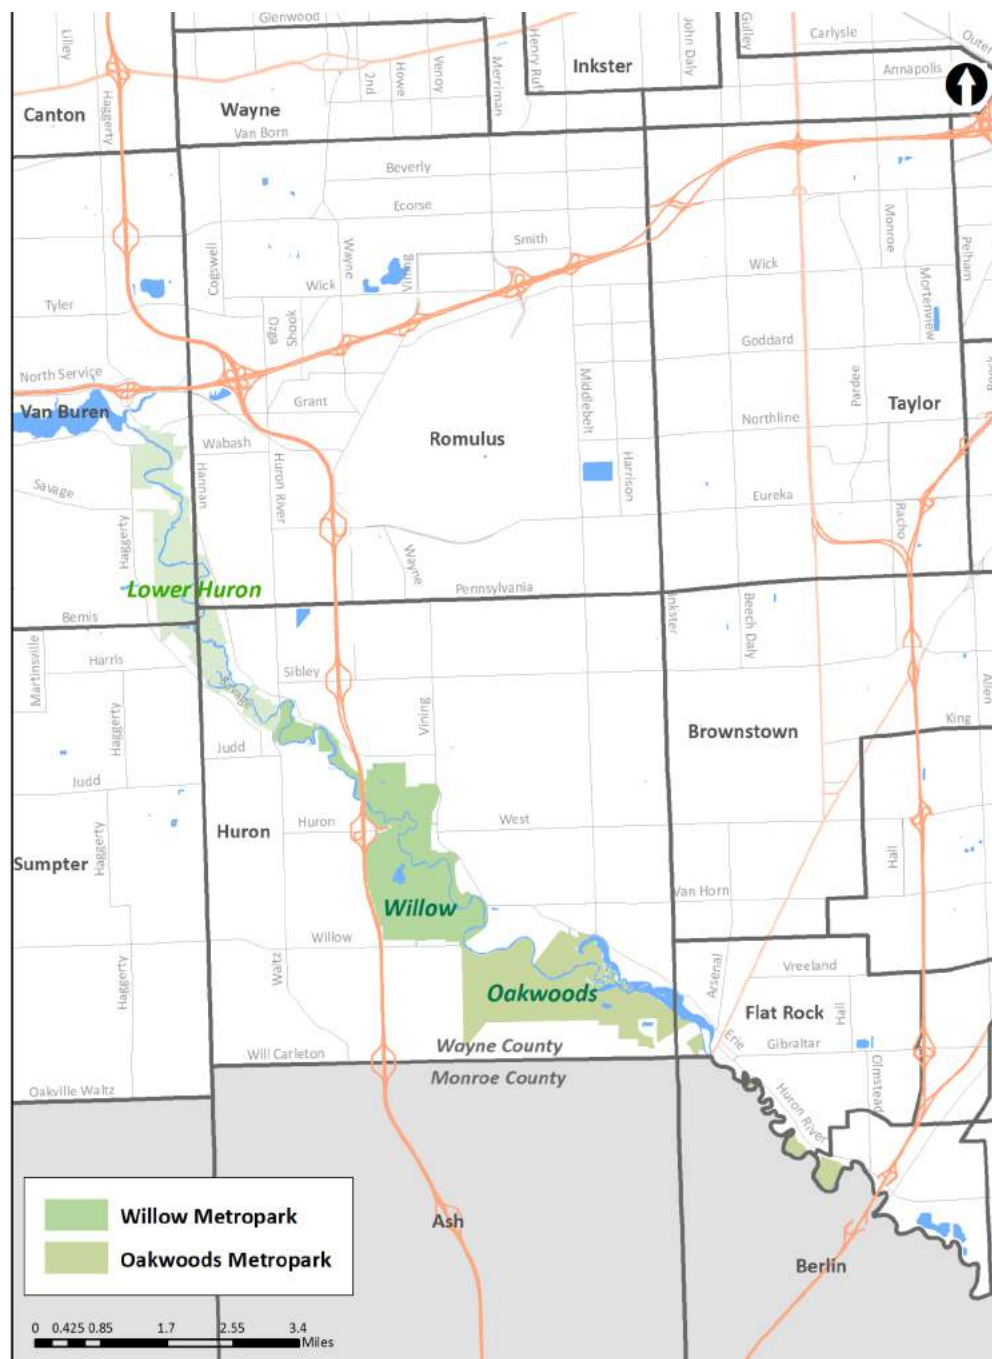 Glenwood
Lilley
Gulley
Carlysle
Outer
John Daly
Henry Ruff
Merriman
Venoy
Howe
2nd
Inkster
Annapolis
Haggerty
Canton
Wayne
Van Born
Beverly
Ecorse
Smith
Monroe
Pelham
Cogswell
Wayne
Vining
Wick
Wick
Mortenview
Tyler
Ozga
Shook
Goddard
North Service
Middlebelt
Pardee
Van Buren
Grant
Taylor
Northline
Wabash
Romulus
Hannan
Huron River
Harrison
Savage
Eureka
Racho
Haggerty
Wayne
Lower Huron
Pennsylvania
Bemis
Inkster
Beech Daly
Martinsville
Harris
Sibley
Savage
Haggerty
Vining
Allen
King
Brownstown
Judd
Judd
Huron
Huron
West
Hall
Haggerty
Sumpter
Van Horn
Willow
Willow
Waltz
Haggerty
Arsenal
Vreeland
Oakwoods
Flat Rock
Hall
Erie
Gibraltar
Will Carleton
Wayne County
Monroe County
Oakville Waltz
Olmstead
Huron River
Willow Metropark
Oakwoods Metropark
Ash
Berlin
0 0.425 0.85 1.7 2.55 3.4
Miles